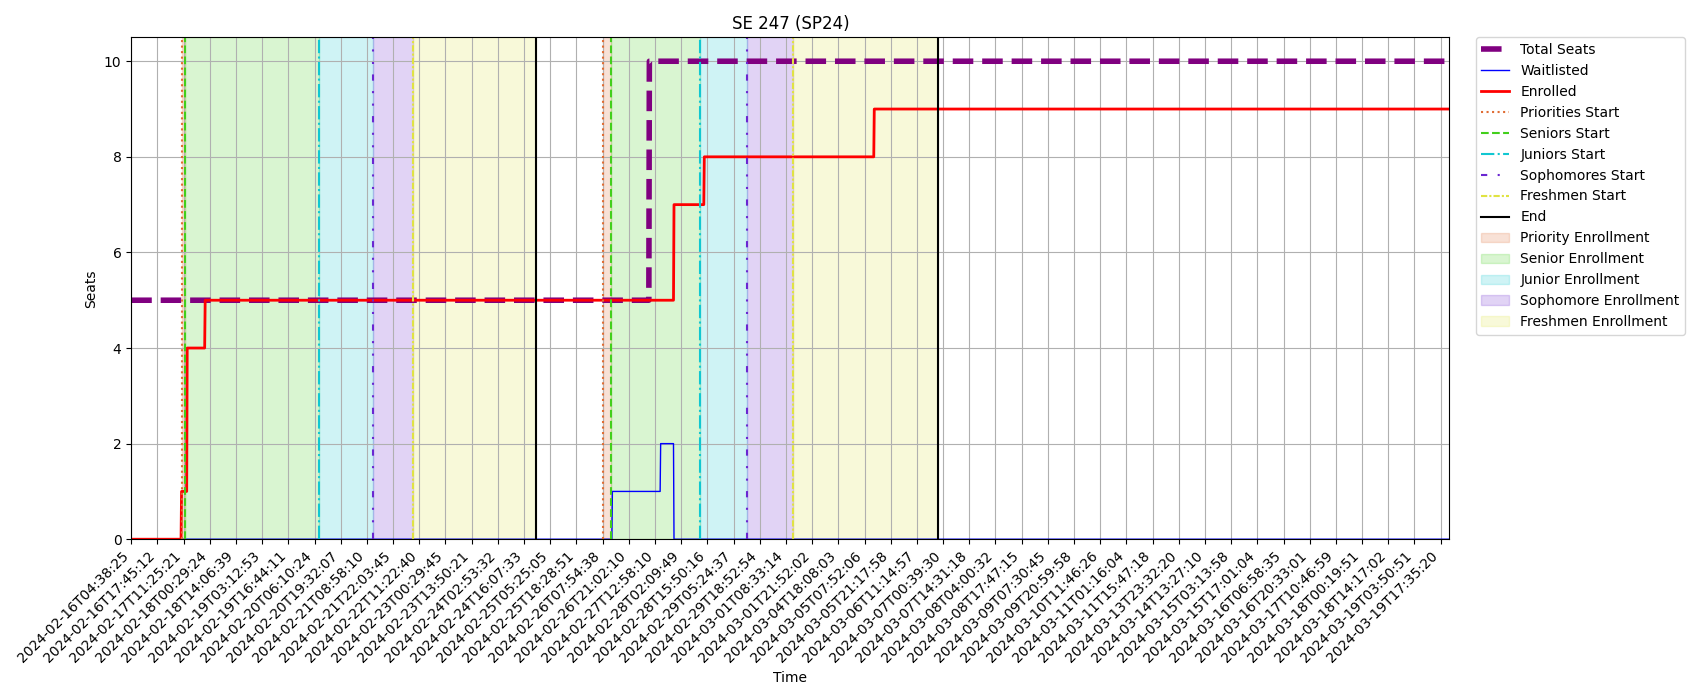 SE 247 (SP24)
Seats
10
8
6
4
2
0
2024-02-16T04:38:25
2024-02-16T17:45:12
2024-02-17T11:25:21
2024-02-18T00:29:24
2024-02-18T14:06:39
2024-02-19T03:12:53
2024-02-19T16:44:11
2024-02-20T06:10:24
2024-02-20T19:32:07
2024-02-21T08:58:10
2024-02-21T22:03:45
2024-02-22T11:22:40
2024-02-23T00:29:45
2024-02-23T13:50:21
2024-02-24T02:53:32
2024-02-24T16:07:33
2024-02-25T05:25:05
2024-02-25T18:28:51
2024-02-26T07:54:38
2024-02-26T21:02:10
2024-02-27T12:58:10
2024-02-28T02:09:49
2024-02-28T15:50:16
2024-02-29T05:24:37
2024-02-29T18:52:54
2024-03-01T08:33:14
2024-03-01T21:52:02
2024-03-04T18:08:03
2024-03-05T07:52:06
2024-03-05T21:17:58
2024-03-06T11:14:57
2024-03-07T00:39:30
2024-03-07T14:31:18
2024-03-08T04:00:32
2024-03-08T17:47:15
2024-03-09T07:30:45
2024-03-09T20:59:58
2024-03-10T11:46:26
2024-03-11T01:16:04
2024-03-11T15:47:18
2024-03-13T23:32:20
2024-03-14T13:27:10
2024-03-15T03:13:58
2024-03-15T17:01:04
2024-03-16T06:58:35
2024-03-16T20:33:01
2024-03-17T10:46:59
2024-03-18T00:19:51
2024-03-18T14:17:02
2024-03-19T03:50:51
2024-03-19T17:35:20
Time
Total Seats
Waitlisted
Enrolled
Priorities Start
Seniors Start
Juniors Start
Sophomores Start
Freshmen Start
End
Priority Enrollment
Senior Enrollment
Junior Enrollment
Sophomore Enrollment
Freshmen Enrollment